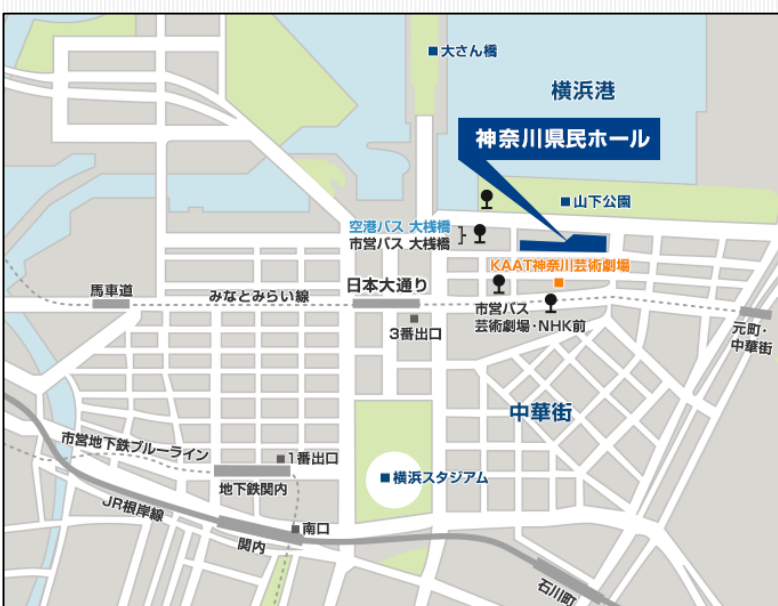 大さん橋
横浜港
神奈川県民ホール
山下公園
空港バス 大桟橋
市営バス 大桟橋
KAAT神奈川芸術劇場
馬車道
みなとみらい線
日本大通り
3番出口
市営バス
芸術劇場・NHK前
元町・
中華街
中華街
市営地下鉄ブルーライン
1番出口
地下鉄関内
横浜スタジアム
JR根岸線
南口
関内
石川町